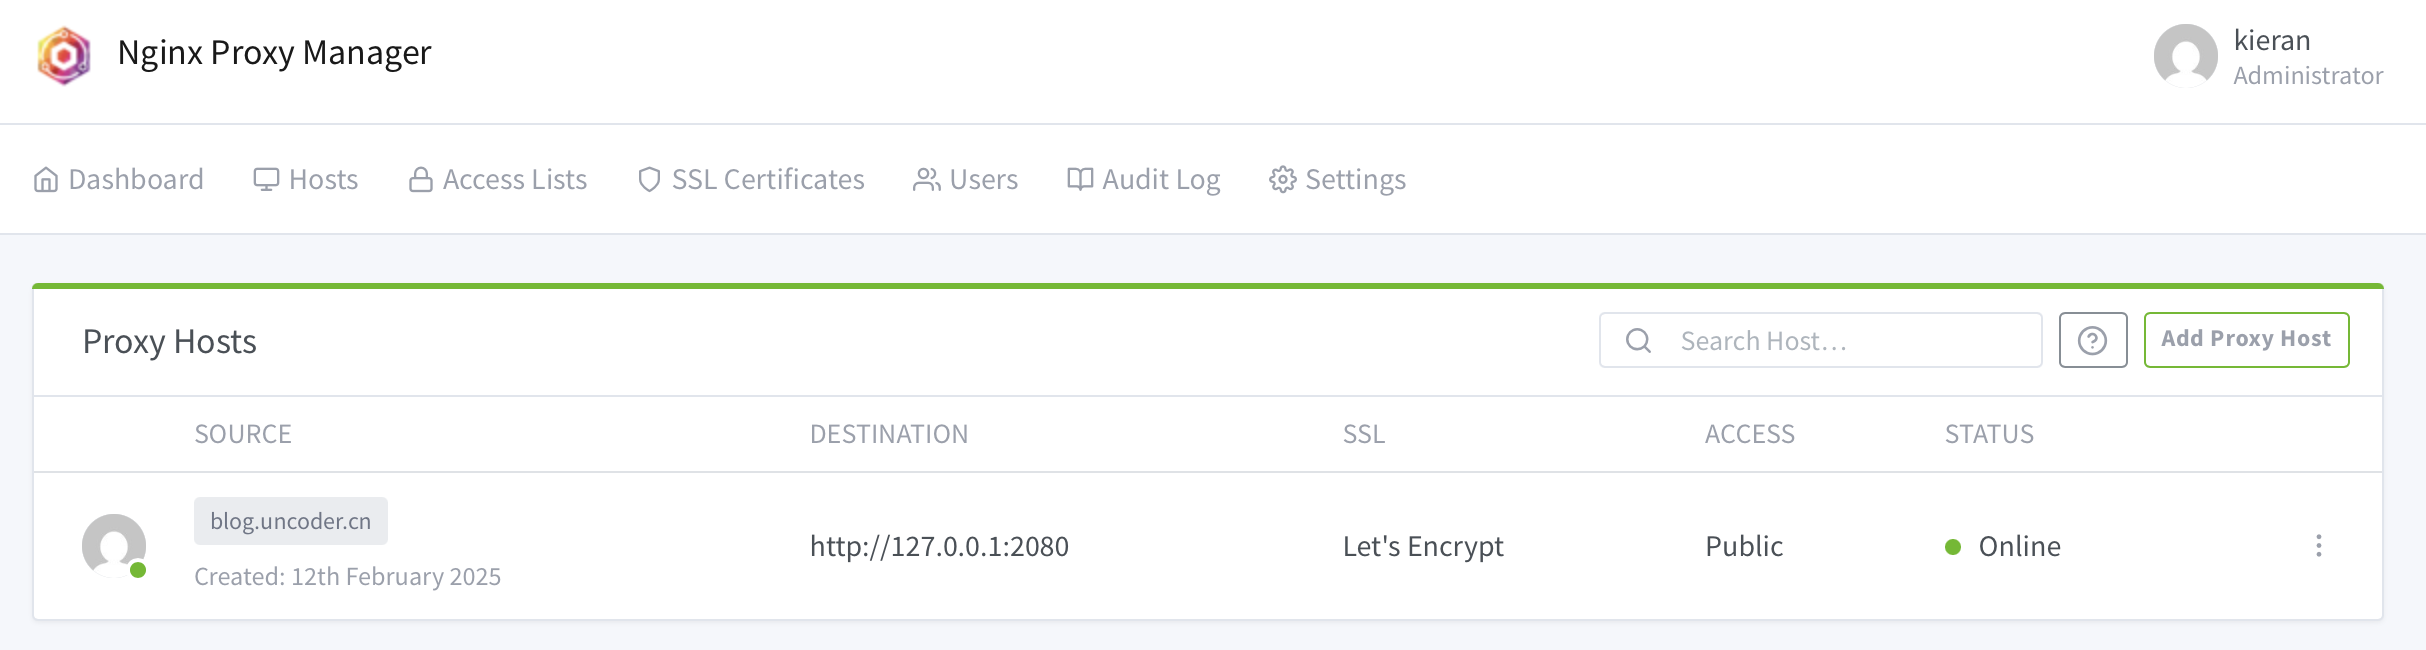 Nginx Proxy Manager
kieran
Administrator
Dashboard Hosts Access Lists SSL Certificates Users Audit Log Settings
Proxy Hosts
Search Host…
Add Proxy Host
SOURCE DESTINATION SSL ACCESS STATUS
blog.uncoder.cn
Created: 12th February 2025
http://127.0.0.1:2080
Let's Encrypt
Public
Online